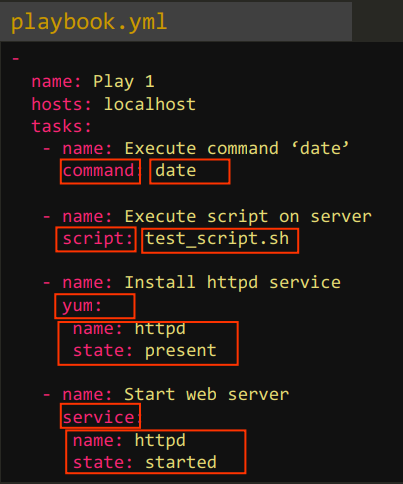 playbook.yml
-
name: Play 1
hosts: localhost
tasks:
- name: Execute command ‘date’
command: date
- name: Execute script on server
script: test_script.sh
- name: Install httpd service
yum:
name: httpd
state: present
- name: Start web server
service:
name: httpd
state: started